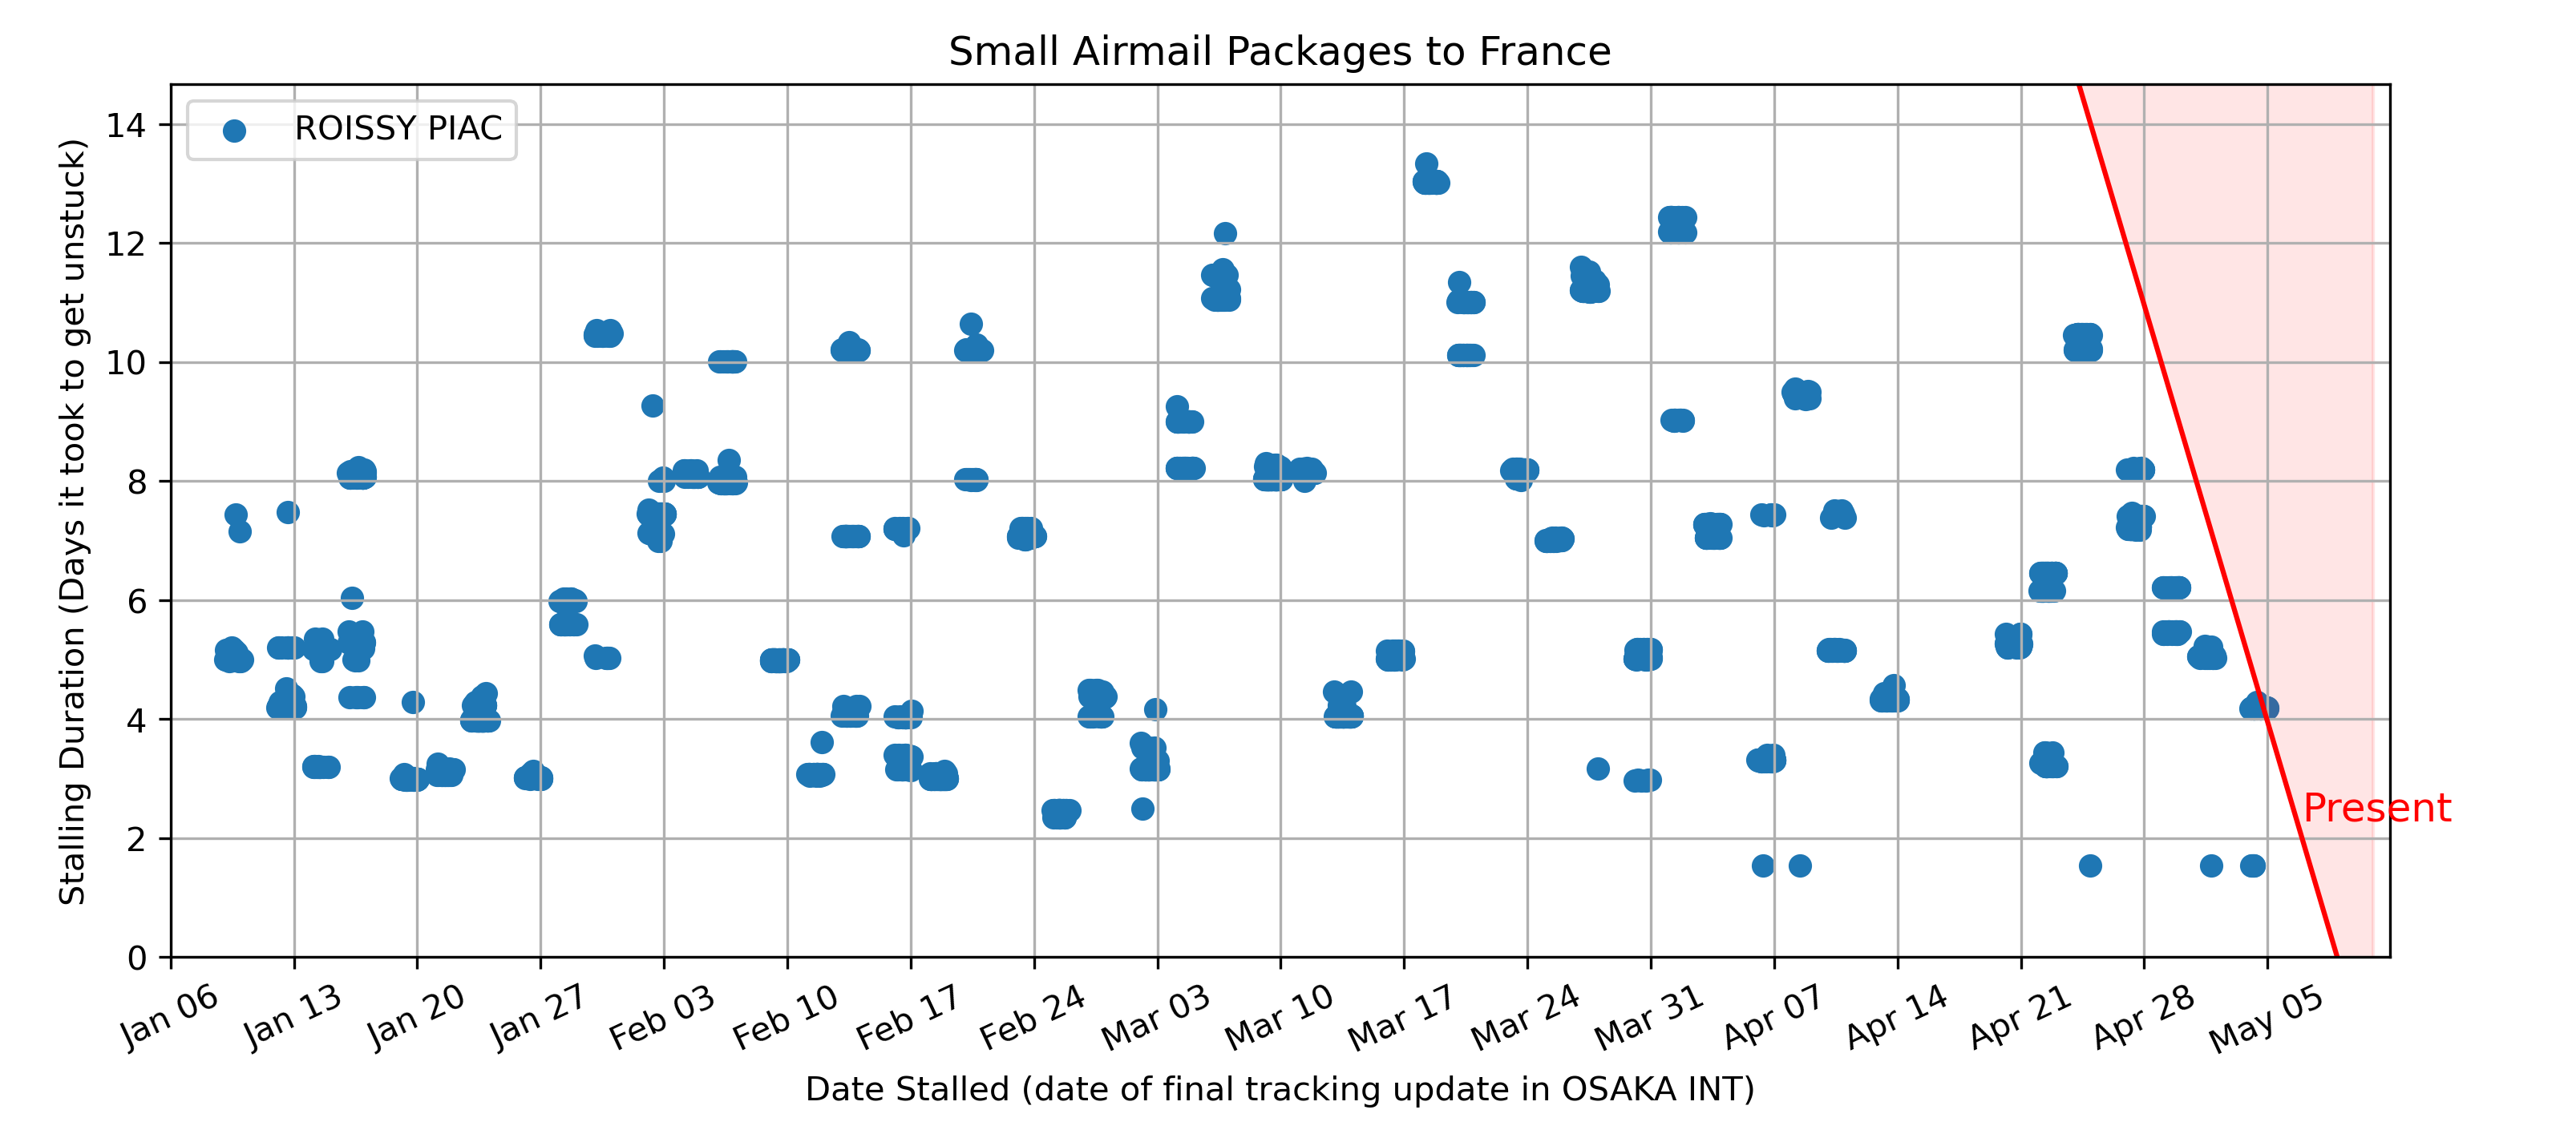 Small Airmail Packages to France
ROISSY PIAC
Stalling Duration (Days it took to get unstuck)
14
12
10
8
6
4
2
0
Present
Jan 06
Jan 13
Jan 20
Jan 27
Feb 03
Feb 10
Feb 17
Feb 24
Mar 03
Mar 10
Mar 17
Mar 24
Mar 31
Apr 07
Apr 14
Apr 21
Apr 28
May 05
Date Stalled (date of final tracking update in OSAKA INT)